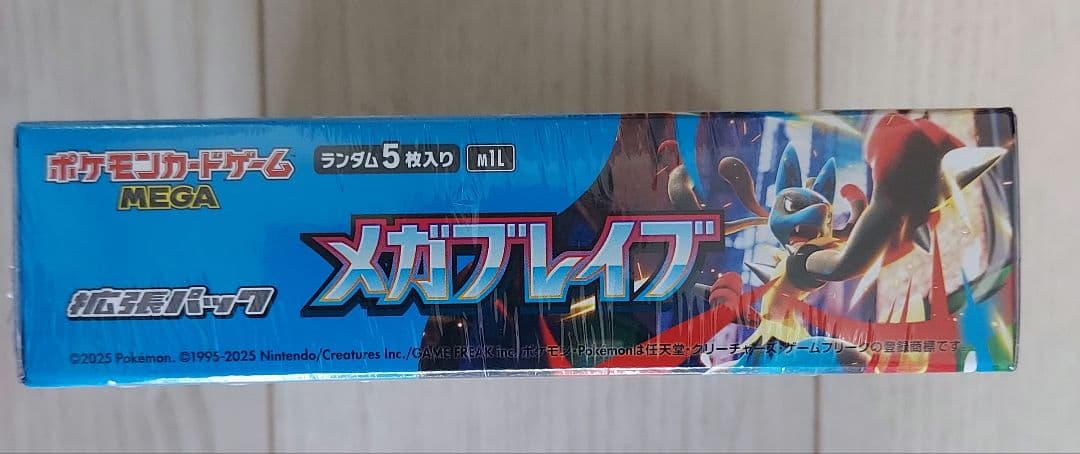 ポケモンカードゲーム
MEGA
ランダム5枚入り M1L
メガブレイブ
拡張パック
©2025 Pokémon. ©1995-2025 Nintendo/Creatures Inc./GAME FREAK inc. ポケモン・Pokémonは任天堂・クリーチャーズ・ゲームフリークの登録商標です。